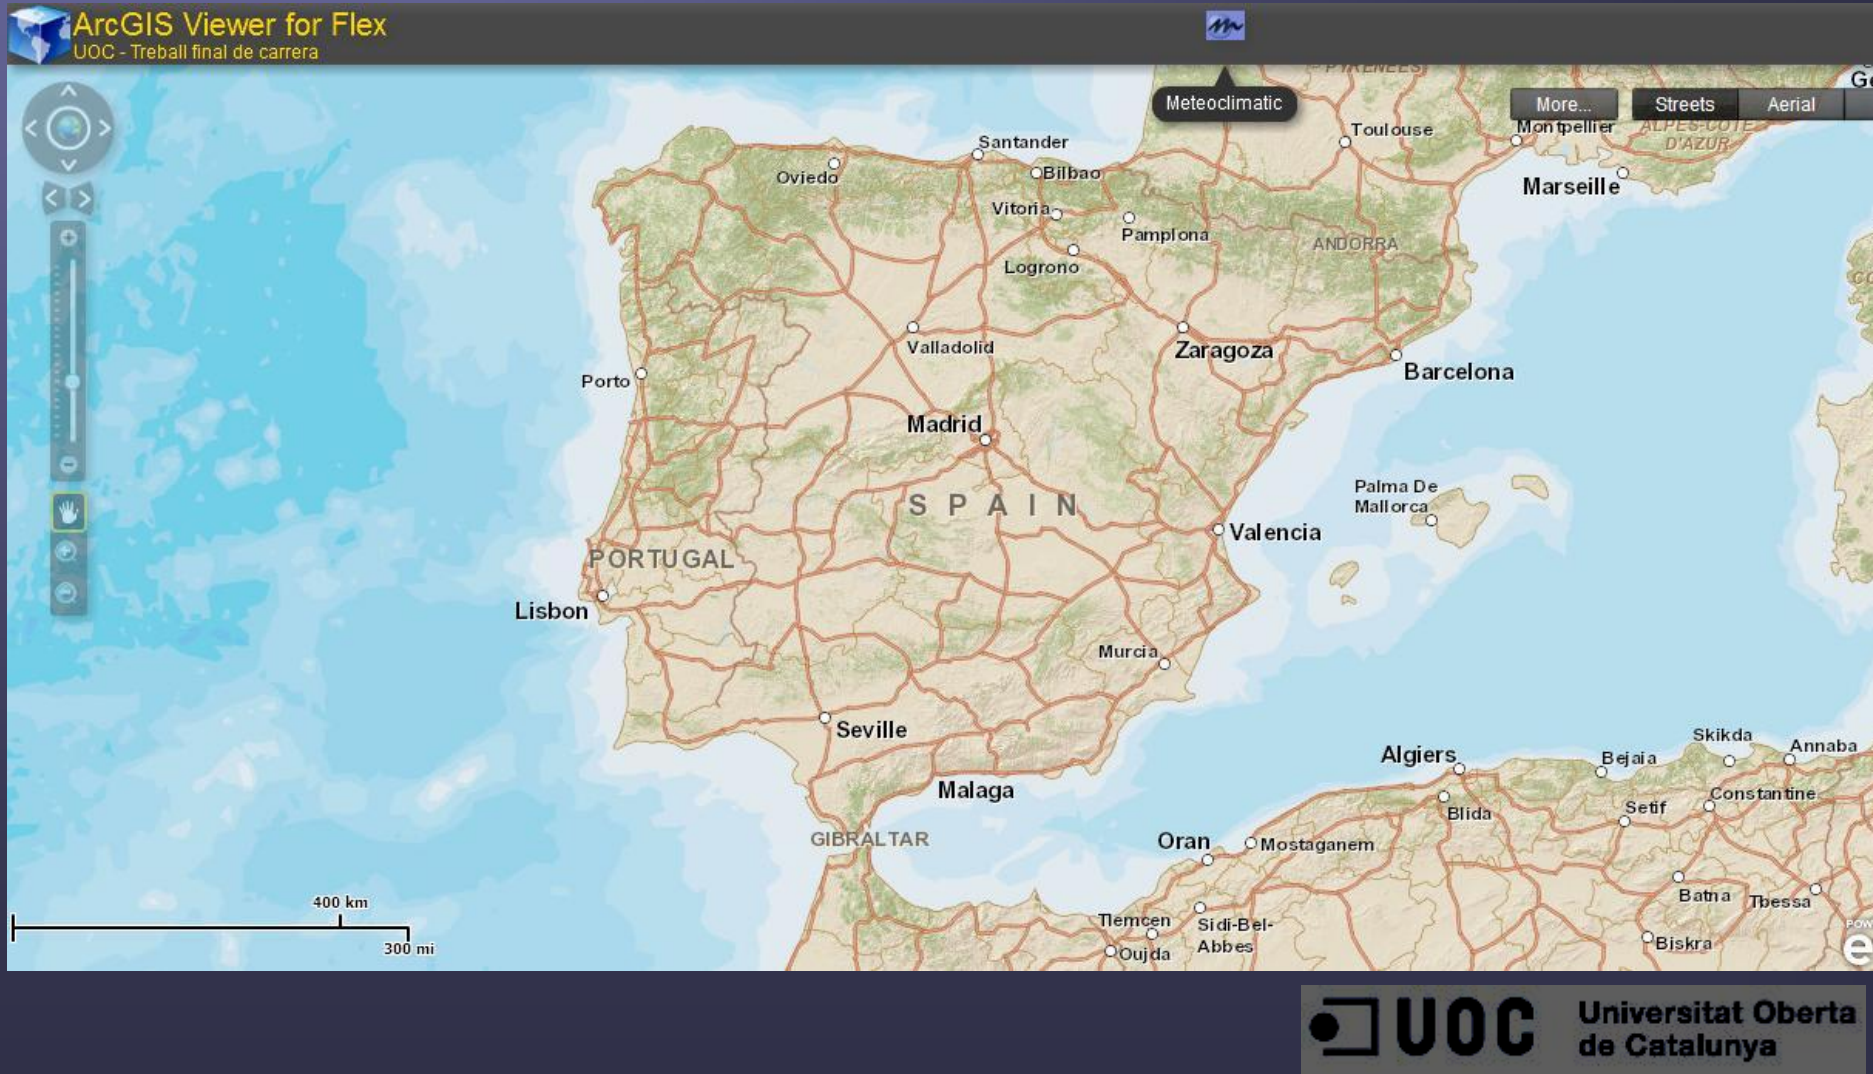 ArcGIS Viewer for Flex
UOC - Treball final de carrera
Meteoclimatic
More...
Streets
Aerial
PYRENEES
Toulouse
Montpellier
ALPES-COTE
D'AZUR
Marseille
Santander
Oviedo
Bilbao
Vitoria
Pamplona
Logrono
ANDORRA
Valladolid
Zaragoza
Barcelona
Porto
Madrid
SPAIN
Palma De
Mallorca
Valencia
PORTUGAL
Lisbon
Murcia
Seville
Malaga
GIBRALTAR
Algiers
Bejaia
Skikda
Annaba
Blida
Setif
Constantine
Oran
Mostaganem
Batna
Tbessa
Tlemcen
Sidi-Bel-
Abbes
Oujda
Biskra
400 km
300 mi
UOC
Universitat Oberta
de Catalunya